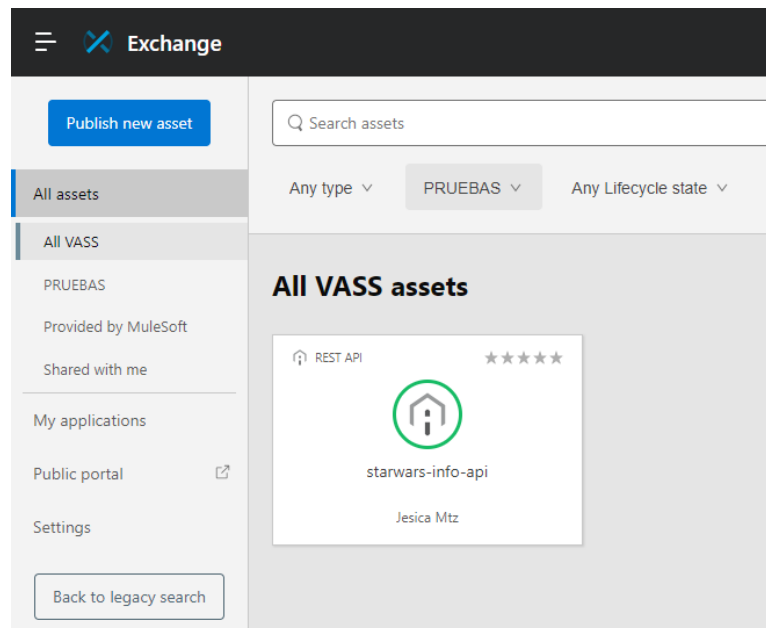 Exchange
Publish new asset
Search assets
All assets
Any type
PRUEBAS
Any Lifecycle state
All VASS
PRUEBAS
Provided by MuleSoft
Shared with me
My applications
Public portal
Settings
Back to legacy search
All VASS assets
REST API
starwars-info-api
Jesica Mtz